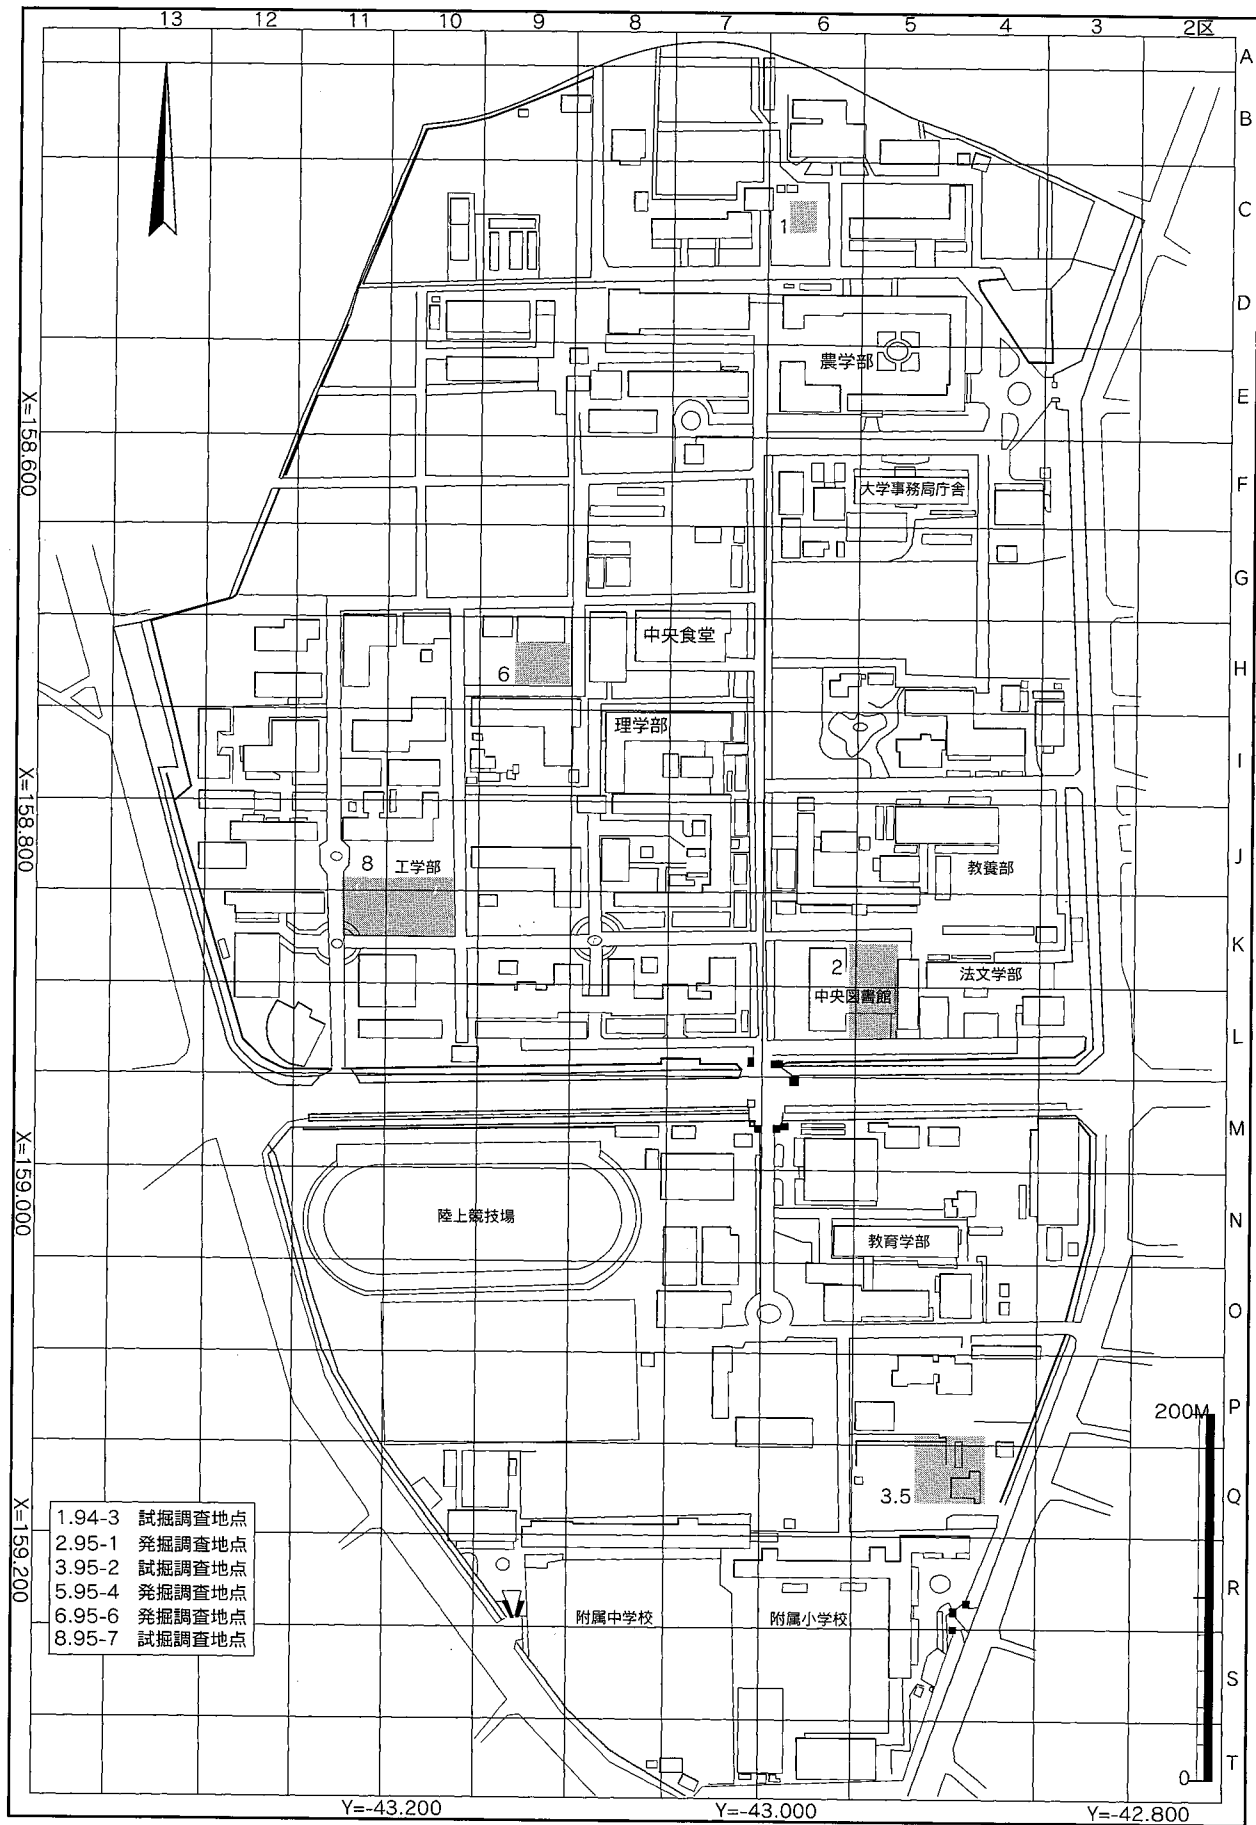 13 12 11 10 9 8 7 6 5 4 3 2区
A
B
C
1
D
農学部
E
X=158.600
F
大学事務局庁舎
G
中央食堂
6
H
理学部
I
X=158.800
J
8 工学部
教養部
K
2
法文学部
中央図書館
L
M
X=159.000
陸上競技場
N
教育学部
O
P
200M
3.5
Q
X=159.200
1.94-3 試掘調査地点
2.95-1 発掘調査地点
3.95-2 試掘調査地点
5.95-4 発掘調査地点
6.95-6 発掘調査地点
8.95-7 試掘調査地点
R
附属中学校
附属小学校
S
T
0
Y=-43.200 Y=-43.000 Y=-42.800